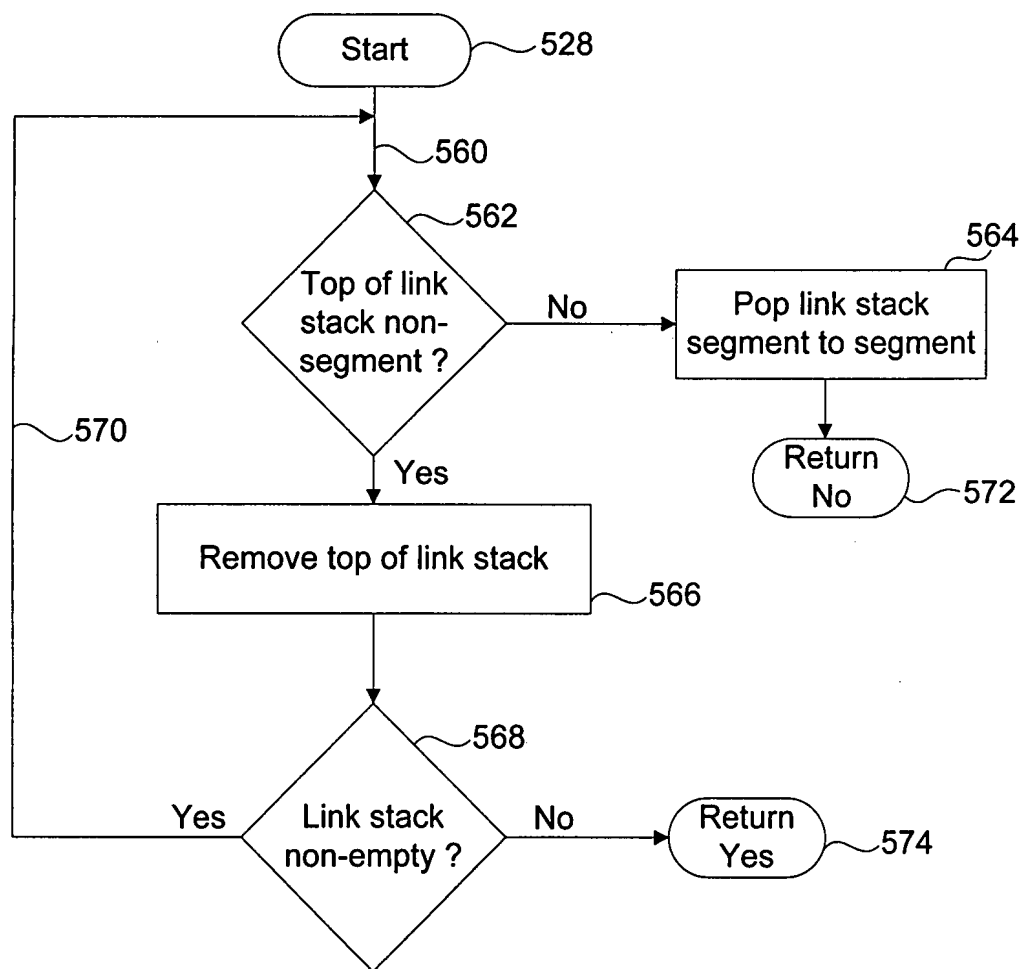 Start
528
560
562
Top of link
stack non-
segment ?
No
564
Pop link stack
segment to segment
570
Yes
Return
No
572
Remove top of link stack
566
568
Yes
Link stack
non-empty ?
No
Return
Yes
574